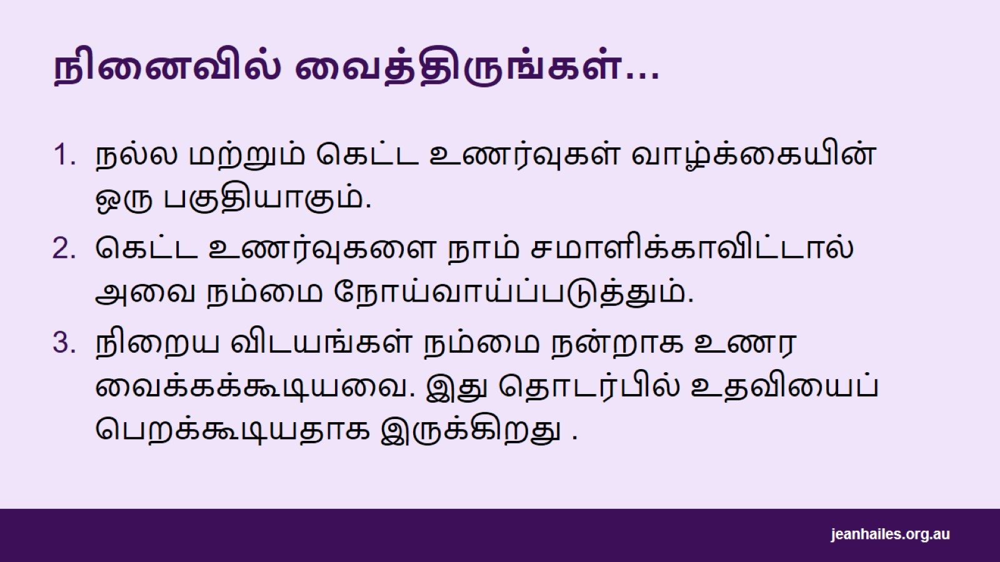 நினைவில் வைத்திருங்கள்...
1. நல்ல மற்றும் கெட்ட உணர்வுகள் வாழ்க்கையின்
ஒரு பகுதியாகும்.
2. கெட்ட உணர்வுகளை நாம் சமாளிக்காவிட்டால்
அவை நம்மை நோய்வாய்ப்படுத்தும்.
3. நிறைய விடயங்கள் நம்மை நன்றாக உணர
வைக்கக்கூடியவை. இது தொடர்பில் உதவியைப்
பெறக்கூடியதாக இருக்கிறது .
jeanhailes.org.au